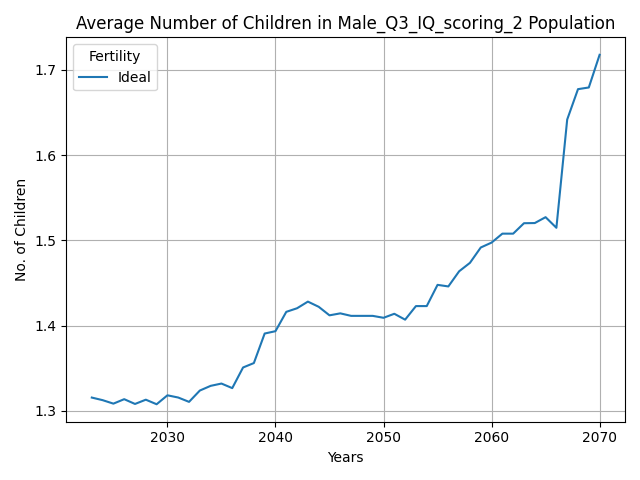 Average Number of Children in Male_Q3_IQ_scoring_2 Population
Fertility
Ideal
No. of Children
1.7
1.6
1.5
1.4
1.3
2030 2040 2050 2060 2070
Years